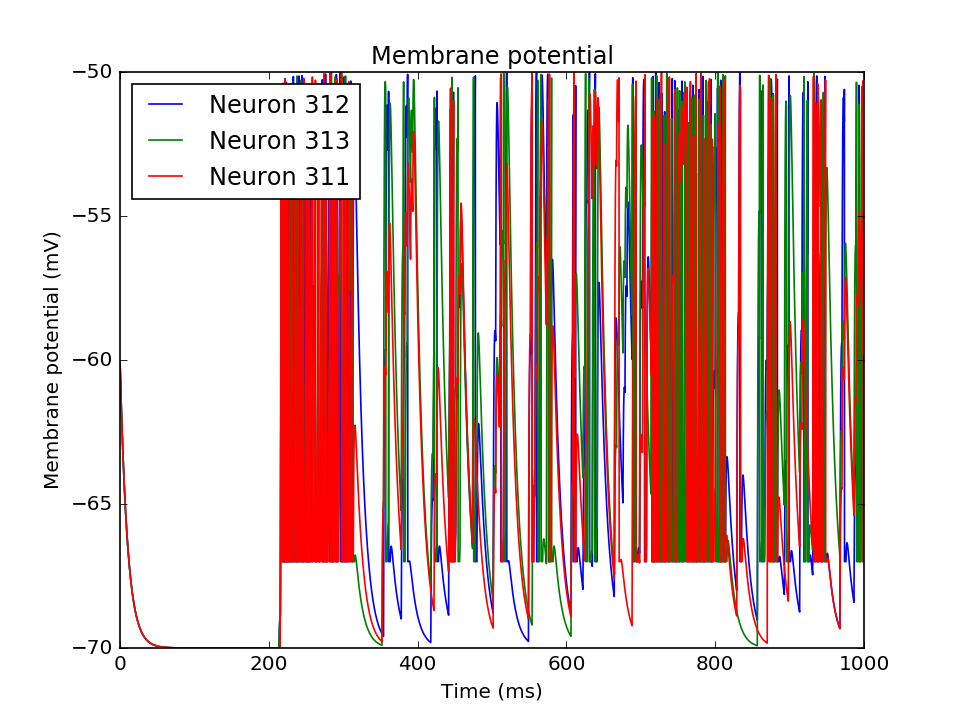 Membrane potential
−50
Neuron 312
Neuron 313
Neuron 311
−55
−60
−65
−70
0
200
400
600
800
1000
Membrane potential (mV)
Time (ms)